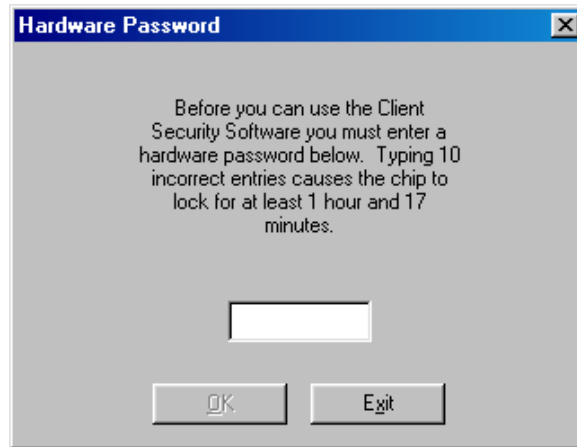 Hardware Password
Before you can use the Client
Security Software you must enter a
hardware password below.  Typing 10
incorrect entries causes the chip to
lock for at least 1 hour and 17
minutes.
OK
Exit